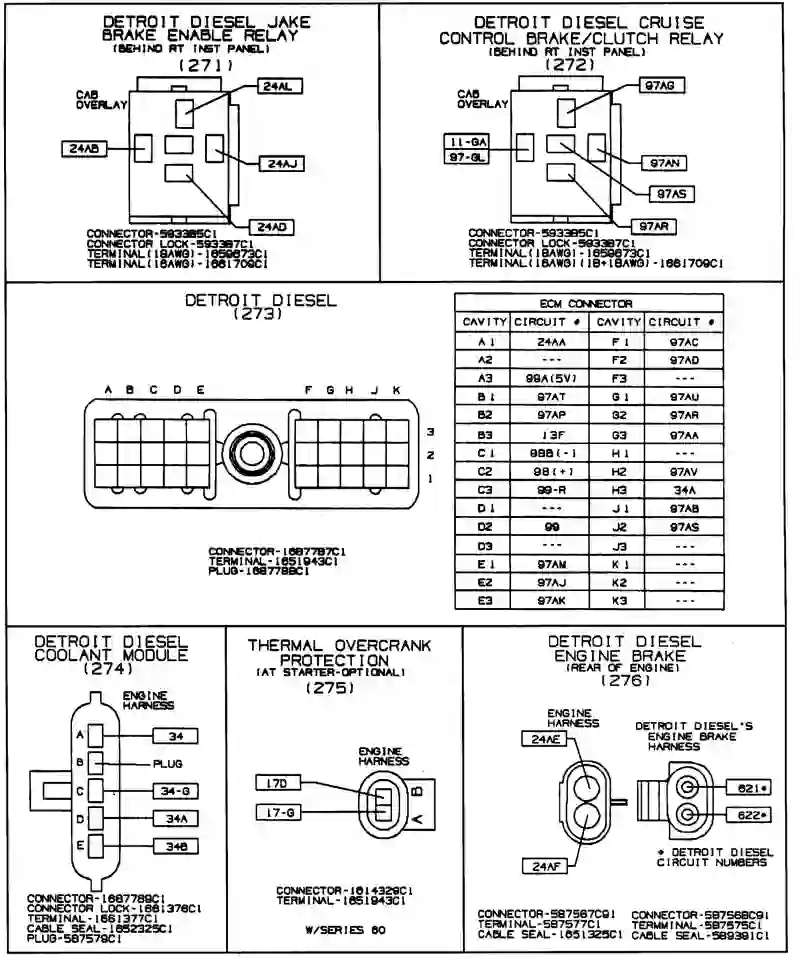 DETROIT DIESEL JAKE
BRAKE ENABLE RELAY
(BEHIND RT INST PANEL)
(271)
CAB
OVERLAY
24AL
24AB
24AJ
24AD
CONNECTOR-593385C1
CONNECTOR LOCK-593387C1
TERMINAL(18AWG)-1659873C1
TERMINAL(16AWG)-1661709C1
DETROIT DIESEL CRUISE
CONTROL BRAKE/CLUTCH RELAY
(BEHIND RT INST PANEL)
(272)
CAB
OVERLAY
97AG
11-GA
97-GL
97AN
97AS
97AR
CONNECTOR-593385C1
CONNECTOR LOCK-593387C1
TERMINAL(18AWG)-1659873C1
TERMINAL(16AWG)(18+18AWG)-1661709C1
DETROIT DIESEL
(273)
A B C D E F G H J K
3
2
1
CONNECTOR-1687787C1
TERMINAL-1651943C1
PLUG-1687788C1
ECM CONNECTOR
CAVITY CIRCUIT # CAVITY CIRCUIT #
A1 24AA F1 97AC
A2 --- F2 97AD
A3 99A(5V) F3 ---
B1 97AT G1 97AU
B2 97AP G2 97AR
B3 13F G3 97AA
C1 98B(-) H1 ---
C2 98(+) H2 97AV
C3 99-R H3 34A
D1 --- J1 97AB
D2 99 J2 97AS
D3 --- J3 ---
E1 97AM K1 ---
E2 97AJ K2 ---
E3 97AK K3 ---
DETROIT DIESEL
COOLANT MODULE
(274)
ENGINE
HARNESS
A 34
B PLUG
C 34-G
D 34A
E 34B
CONNECTOR-1687789C1
CONNECTOR LOCK-1661376C1
TERMINAL-1661377C1
CABLE SEAL-1652325C1
PLUG-587579C1
THERMAL OVERCRANK
PROTECTION
(AT STARTER-OPTIONAL)
(275)
ENGINE
HARNESS
17D
17-G
B
A
CONNECTOR-1614329C1
TERMINAL-1651943C1
W/SERIES 60
DETROIT DIESEL
ENGINE BRAKE
(REAR OF ENGINE)
(276)
ENGINE
HARNESS
24AE
24AF
DETROIT DIESEL'S
ENGINE BRAKE
HARNESS
621*
622*
* DETROIT DIESEL
CIRCUIT NUMBERS
CONNECTOR-587567C91
TERMINAL-587577C1
CABLE SEAL-1651325C1
CONNECTOR-587568C91
TERMMINAL-587575C1
CABLE SEAL-589391C1